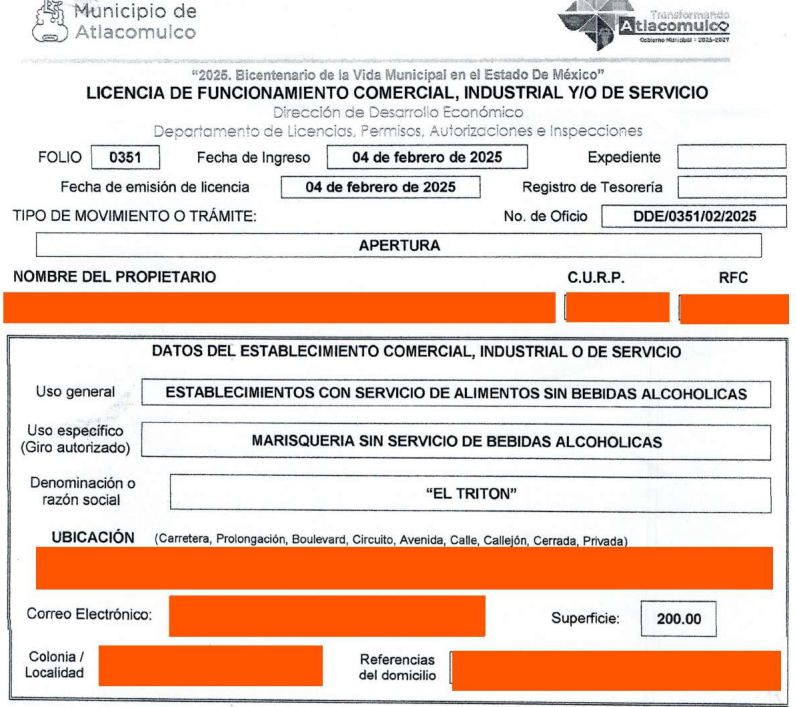 Municipio de
Atlacomulco
Transformando
Atlacomulco
Gobierno Municipal - 2025-2027
"2025. Bicentenario de la Vida Municipal en el Estado De México"
LICENCIA DE FUNCIONAMIENTO COMERCIAL, INDUSTRIAL Y/O DE SERVICIO
Dirección de Desarrollo Económico
Departamento de Licencias, Permisos, Autorizaciones e Inspecciones
FOLIO 0351 Fecha de Ingreso 04 de febrero de 2025 Expediente
Fecha de emisión de licencia 04 de febrero de 2025 Registro de Tesorería
TIPO DE MOVIMIENTO O TRÁMITE: No. de Oficio DDE/0351/02/2025
APERTURA
NOMBRE DEL PROPIETARIO C.U.R.P. RFC
DATOS DEL ESTABLECIMIENTO COMERCIAL, INDUSTRIAL O DE SERVICIO
Uso general ESTABLECIMIENTOS CON SERVICIO DE ALIMENTOS SIN BEBIDAS ALCOHOLICAS
Uso específico
(Giro autorizado) MARISQUERIA SIN SERVICIO DE BEBIDAS ALCOHOLICAS
Denominación o
razón social "EL TRITON"
UBICACIÓN (Carretera, Prolongación, Boulevard, Circuito, Avenida, Calle, Callejón, Cerrada, Privada)
Correo Electrónico: Superficie: 200.00
Colonia /
Localidad
Referencias
del domicilio